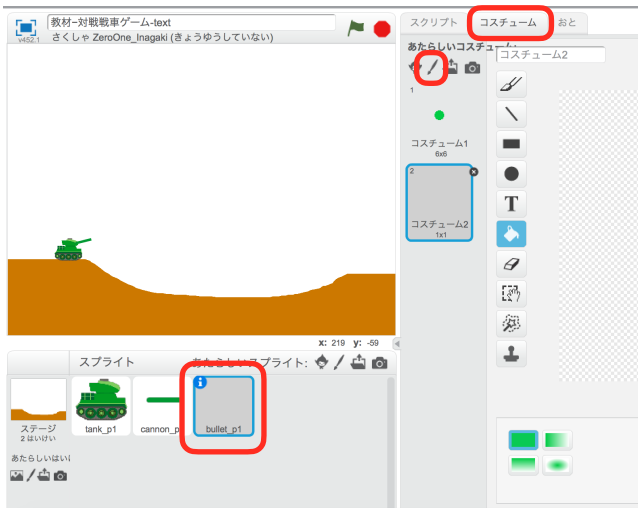 教材−対戦戦車ゲーム-text
v452.1
さくしゃ ZeroOne_Inagaki (きょうゆうしていない)
スクリプト
コスチューム
おと
あたらしいコスチューム:
コスチューム2
1
コスチューム1
6x6
2
コスチューム2
1x1
T
x: 219 y: -59
スプライト
あたらしいスプライト:
ステージ
2 はいけい
tank_p1
cannon_p
bullet_p1
あたらしいはいい